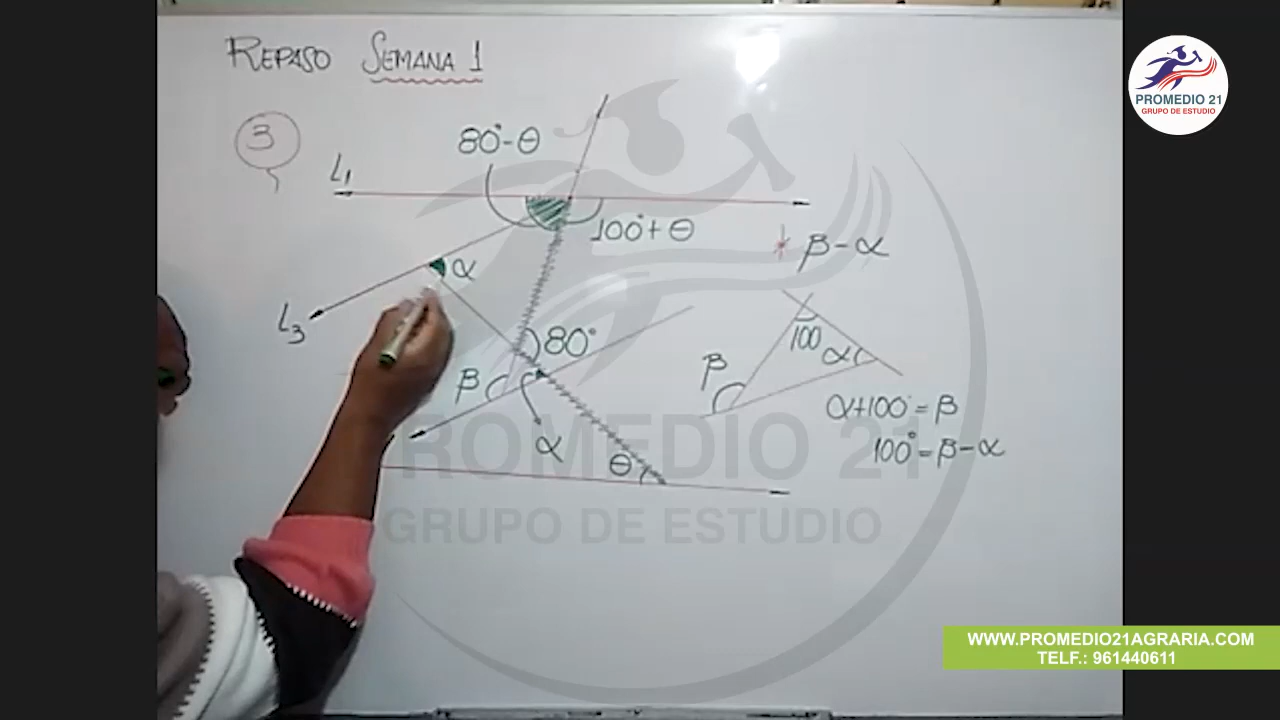 REPASO SEMANA 1
3
80°-θ
L1
100°+θ
* β-α
α
L3
80°
β
α
θ
100
α
β
α+100°=β
100°=β-α
PROMEDIO 21
GRUPO DE ESTUDIO
PROMEDIO 21
GRUPO DE ESTUDIO
WWW.PROMEDIO21AGRARIA.COM
TELF.: 961440611